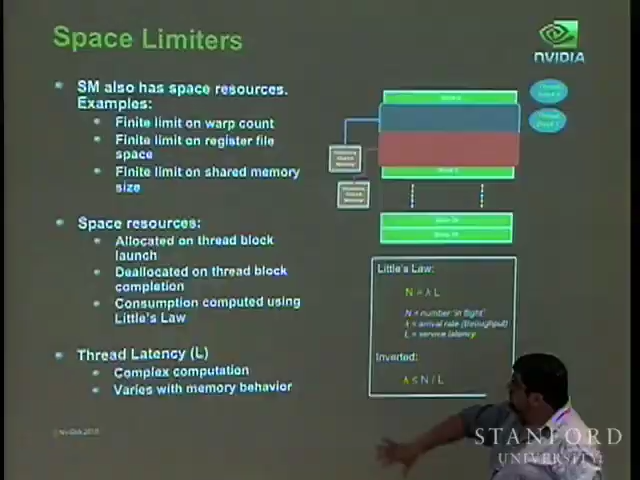 Space Limiters
NVIDIA
SM also has space resources.
Examples:
Finite limit on warp count
Finite limit on register file
space
Finite limit on shared memory
size
Space resources:
Allocated on thread block
launch
Deallocated on thread block
completion
Consumption computed using
Little's Law
Thread Latency (L)
Complex computation
Varies with memory behavior
Little's Law:
N = λ L
N = number "in flight"
λ = arrival rate (throughput)
L = service latency
Inverted:
λ ≤ N / L
STANFORD
UNIVERSITY